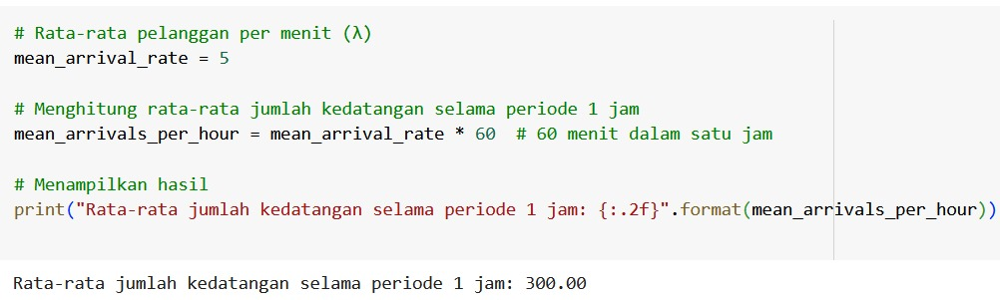 # Rata-rata pelanggan per menit (λ)
mean_arrival_rate = 5
# Menghitung rata-rata jumlah kedatangan selama periode 1 jam
mean_arrivals_per_hour = mean_arrival_rate * 60  # 60 menit dalam satu jam
# Menampilkan hasil
print("Rata-rata jumlah kedatangan selama periode 1 jam: {:.2f}".format(mean_arrivals_per_hour))
Rata-rata jumlah kedatangan selama periode 1 jam: 300.00